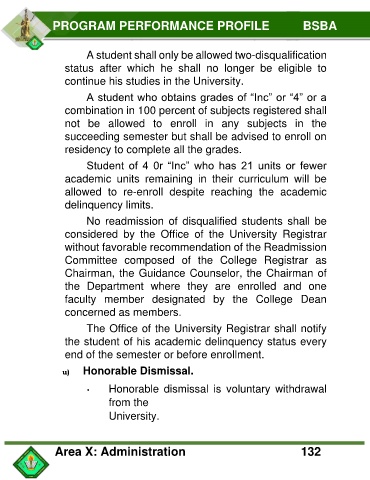 PROGRAM PERFORMANCE PROFILE BSBA
A student shall only be allowed two-disqualification
status after which he shall no longer be eligible to
continue his studies in the University.
A student who obtains grades of “Inc” or “4” or a
combination in 100 percent of subjects registered shall
not be allowed to enroll in any subjects in the
succeeding semester but shall be advised to enroll on
residency to complete all the grades.
Student of 4 0r “Inc” who has 21 units or fewer
academic units remaining in their curriculum will be
allowed to re-enroll despite reaching the academic
delinquency limits.
No readmission of disqualified students shall be
considered by the Office of the University Registrar
without favorable recommendation of the Readmission
Committee composed of the College Registrar as
Chairman, the Guidance Counselor, the Chairman of
the Department where they are enrolled and one
faculty member designated by the College Dean
concerned as members.
The Office of the University Registrar shall notify
the student of his academic delinquency status every
end of the semester or before enrollment.
u) Honorable Dismissal.
· Honorable dismissal is voluntary withdrawal
from the
University.
Area X: Administration 132